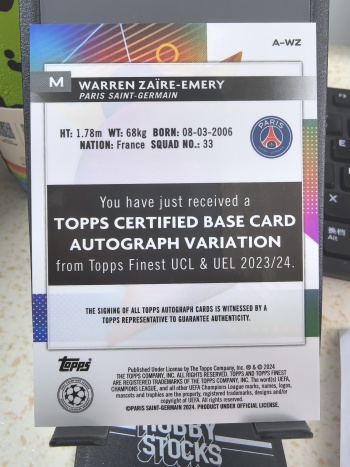 A-WZ
M WARREN ZAÏRE-EMERY
PARIS SAINT-GERMAIN
HT: 1.78m WT: 68kg BORN: 08-03-2006
NATION: France SQUAD NO.: 33
PARIS
You have just received a
TOPPS CERTIFIED BASE CARD
AUTOGRAPH VARIATION
from Topps Finest UCL & UEL 2023/24.
THE SIGNING OF ALL TOPPS AUTOGRAPH CARDS IS WITNESSED BY A
TOPPS REPRESENTATIVE TO GUARANTEE AUTHENTICITY.
Topps
Published Under License by The Topps Company, Inc. ® & © 2024
THE TOPPS COMPANY, INC. ALL RIGHTS RESERVED. TOPPS AND TOPPS FINEST
ARE REGISTERED TRADEMARKS OF THE TOPPS COMPANY, INC. The word(s) UEFA,
CHAMPIONS LEAGUE, and all other UEFA Champions League marks, names, logos,
mascots and trophies are the property, registered trademarks, designs and/or
copyright of UEFA. All rights reserved.
©PARIS SAINT-GERMAIN 2024. PRODUCT UNDER OFFICIAL LICENSE.
HOBBY
STOCKS
换档
Alt